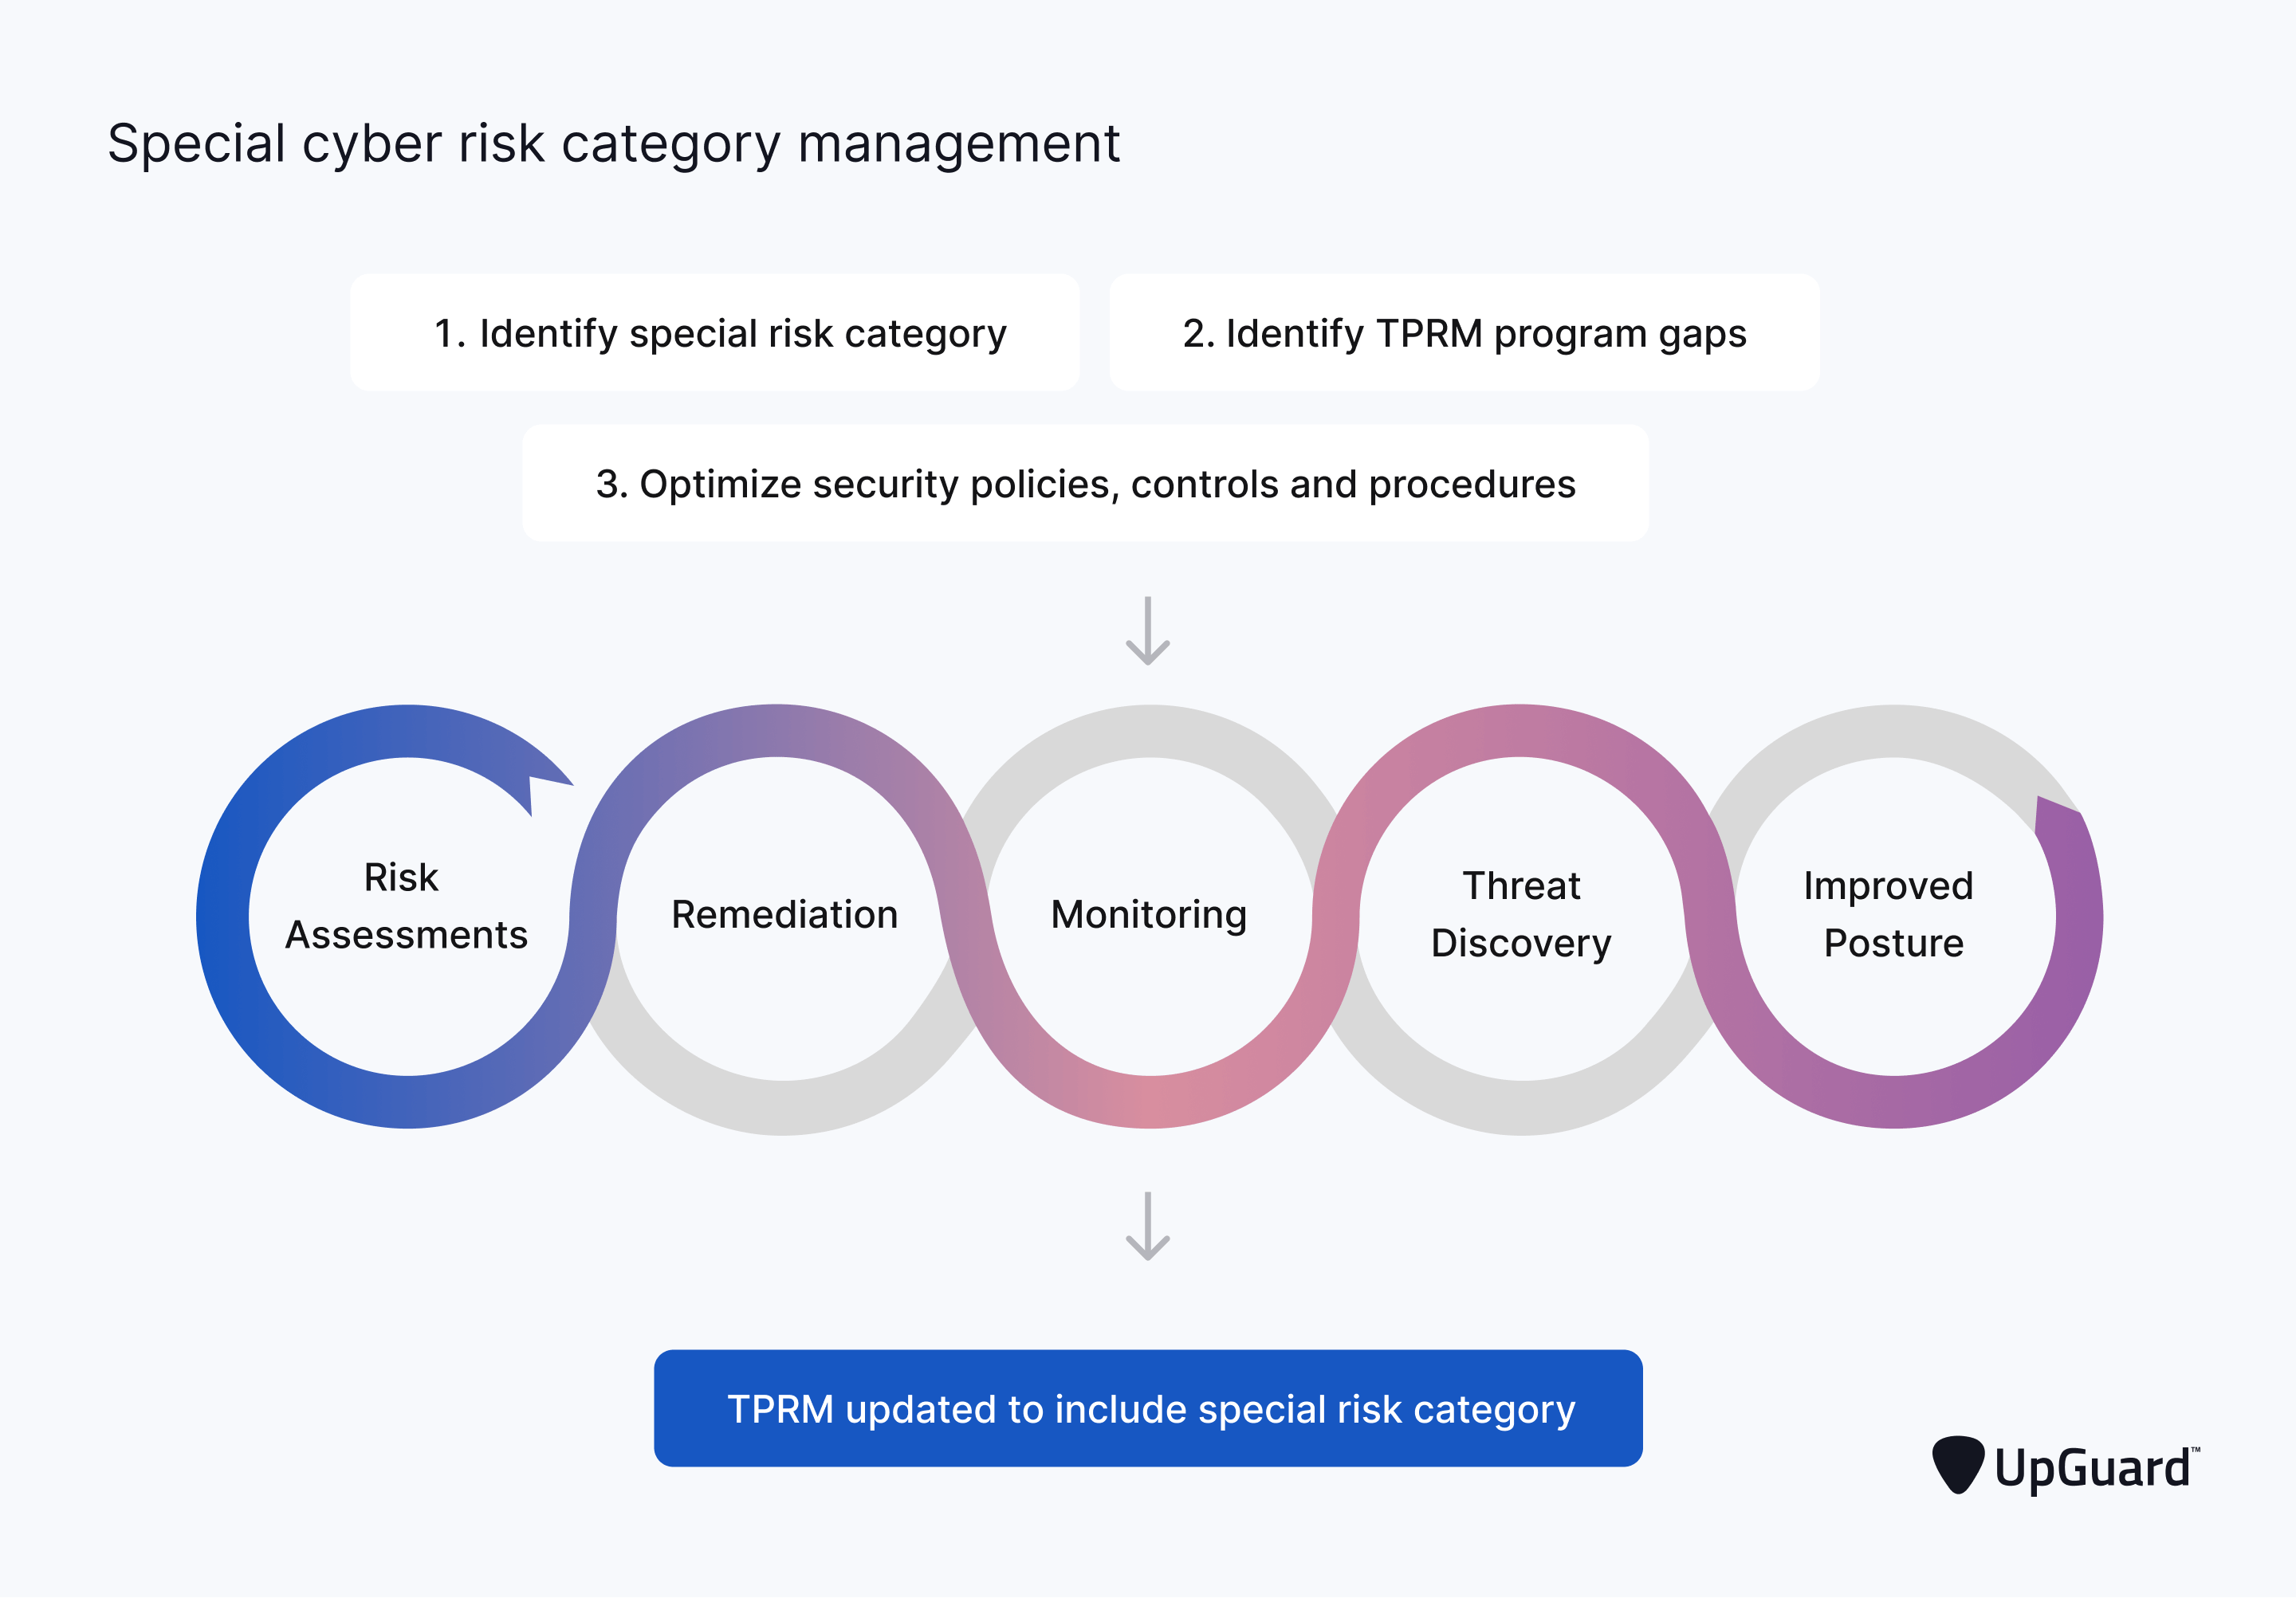 Special cyber risk category management
1. Identify special risk category
2. Identify TPRM program gaps
3. Optimize security policies, controls and procedures
Risk
Assessments
Remediation
Monitoring
Threat
Discovery
Improved
Posture
TPRM updated to include special risk category
UpGuard™